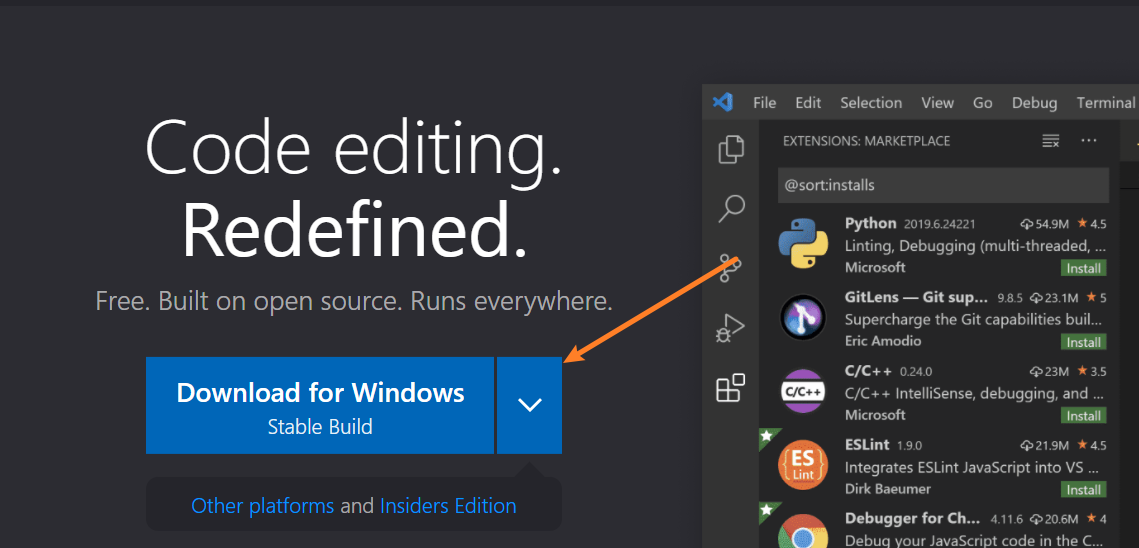 Code editing.
Redefined.
Free. Built on open source. Runs everywhere.
Download for Windows
Stable Build
Other platforms and Insiders Edition
File Edit Selection View Go Debug Terminal
EXTENSIONS: MARKETPLACE
@sort:installs
Python 2019.6.24221 54.9M 4.5
Linting, Debugging (multi-threaded, ...
Microsoft Install
GitLens — Git sup... 9.8.5 23.1M 5
Supercharge the Git capabilities buil...
Eric Amodio Install
C/C++ 0.24.0 23M 3.5
C/C++
C/C++ IntelliSense, debugging, and ...
Microsoft Install
ESLint 1.9.0 21.9M 4.5
ES
Lint
Integrates ESLint JavaScript into VS ...
Dirk Baeumer Install
Debugger for Ch... 4.11.6 20.6M 4
Debug your JavaScript code in the C...